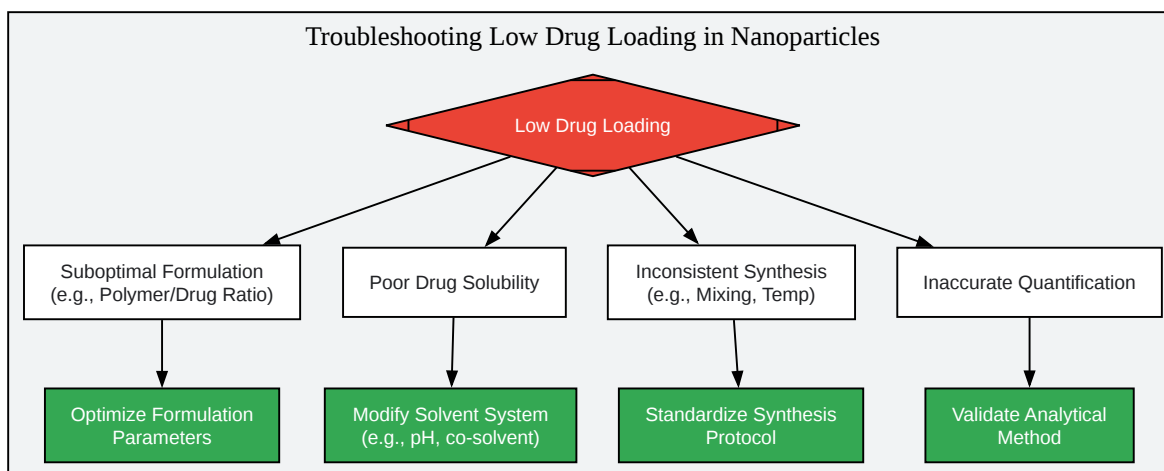 Troubleshooting Low Drug Loading in Nanoparticles
Low Drug Loading
Suboptimal Formulation
(e.g., Polymer/Drug Ratio)
Poor Drug Solubility
Inconsistent Synthesis
(e.g., Mixing, Temp)
Inaccurate Quantification
Optimize Formulation
Parameters
Modify Solvent System
(e.g., pH, co-solvent)
Standardize Synthesis
Protocol
Validate Analytical
Method